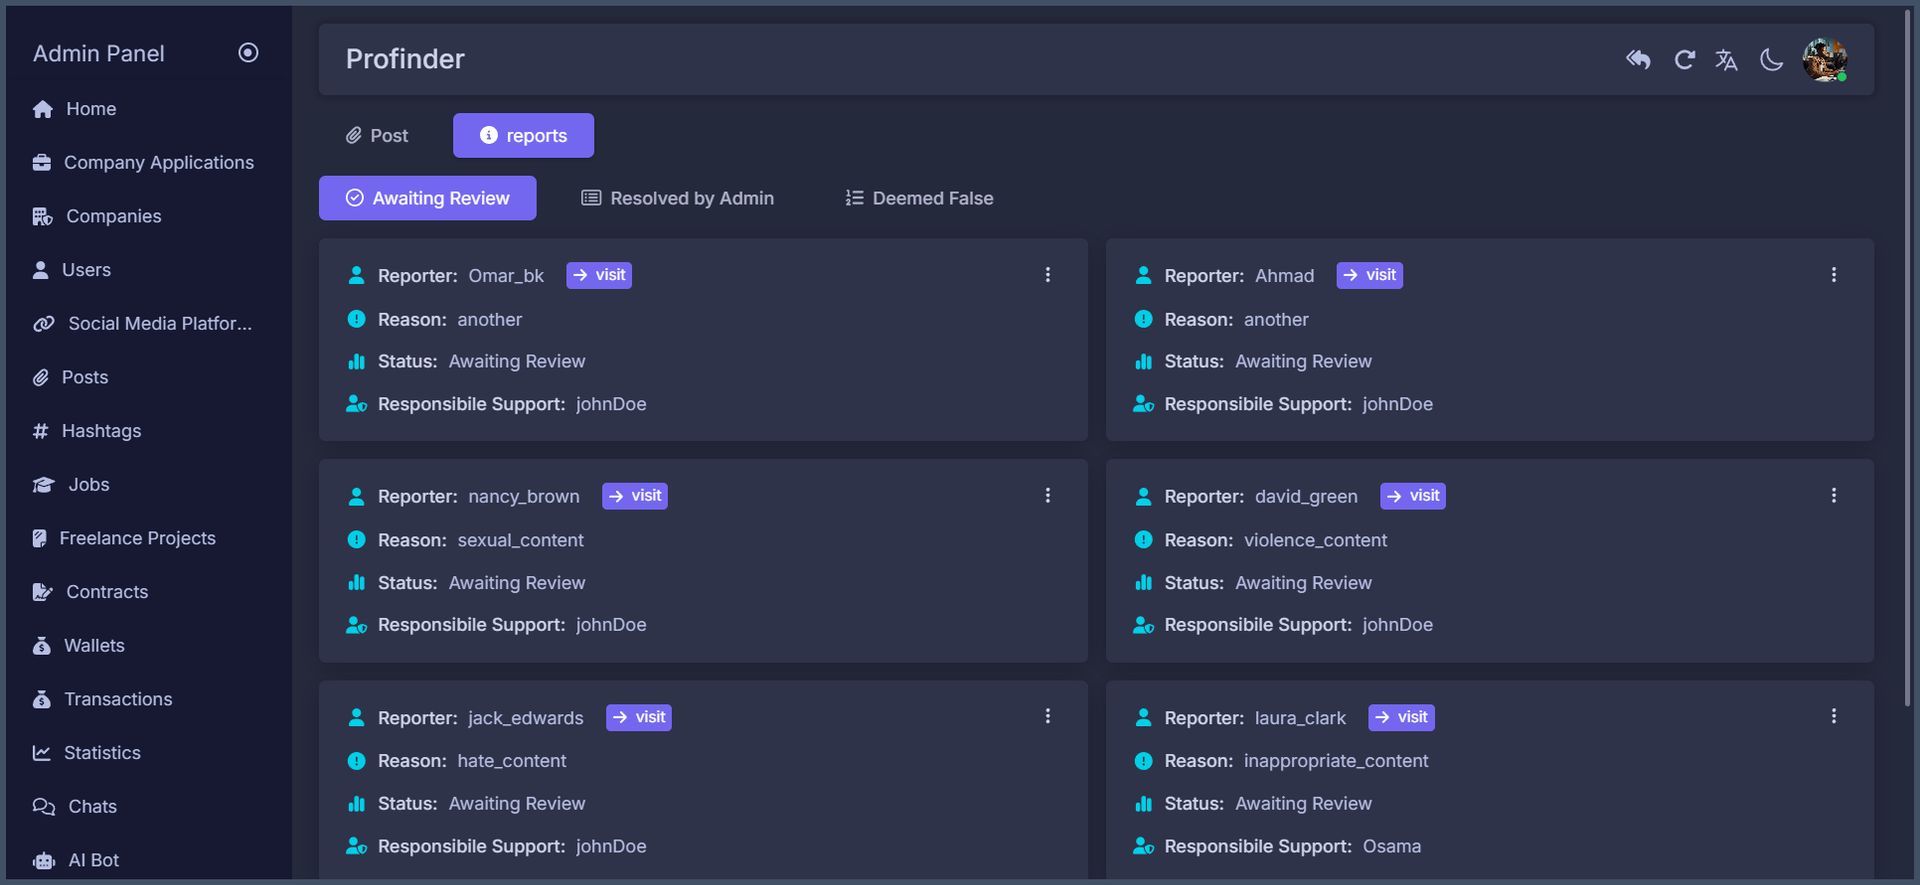 Admin Panel
Home
Company Applications
Companies
Users
Social Media Platfor...
Posts
Hashtags
Jobs
Freelance Projects
Contracts
Wallets
Transactions
Statistics
Chats
AI Bot
Profinder
Post
reports
Awaiting Review
Resolved by Admin
Deemed False
Reporter: Omar_bk visit
Reason: another
Status: Awaiting Review
Responsibile Support: johnDoe
Reporter: Ahmad visit
Reason: another
Status: Awaiting Review
Responsibile Support: johnDoe
Reporter: nancy_brown visit
Reason: sexual_content
Status: Awaiting Review
Responsibile Support: johnDoe
Reporter: david_green visit
Reason: violence_content
Status: Awaiting Review
Responsibile Support: johnDoe
Reporter: jack_edwards visit
Reason: hate_content
Status: Awaiting Review
Responsibile Support: johnDoe
Reporter: laura_clark visit
Reason: inappropriate_content
Status: Awaiting Review
Responsibile Support: Osama